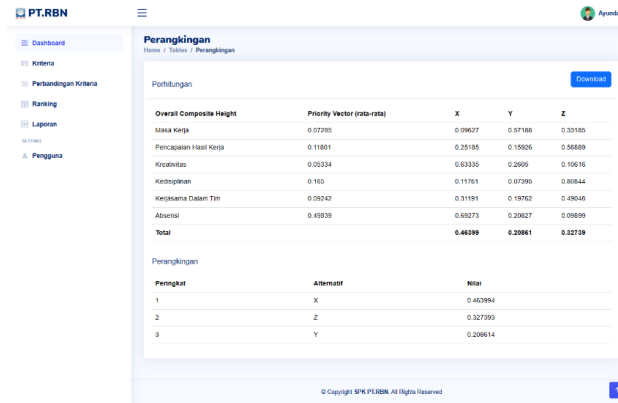 PT.RBN
Ayunda
Dashboard
Kriteria
Perbandingan Kriteria
Ranking
Laporan
SETTING
Pengguna
Perangkingan
Home / Tables / Perangkingan
Perhitungan
Download
Overall Composite Height Priority Vector (rata-rata) X Y Z
Masa Kerja 0.07285 0.09627 0.57188 0.33185
Pencapaian Hasil Kerja 0.11801 0.25185 0.15926 0.58889
Kreativitas 0.05334 0.63335 0.2605 0.10616
Kedisiplinan 0.165 0.11761 0.07395 0.80844
Kerjasama Dalam Tim 0.09242 0.31191 0.19762 0.49048
Absensi 0.49839 0.69273 0.20827 0.09899
Total 0.46399 0.20861 0.32739
Perangkingan
Peringkat Alternatif Nilai
1 X 0.463994
2 Z 0.327393
3 Y 0.208614
© Copyright SPK PT.RBN. All Rights Reserved